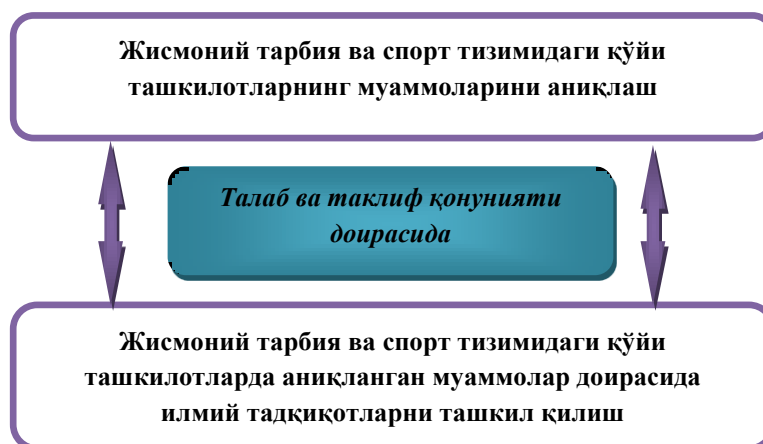 Жисмоний тарбия ва спорт тизимидаги қўйи
ташкилотларнинг муаммоларини аниқлаш
Талаб ва таклиф қонунияти
доирасида
Жисмоний тарбия ва спорт тизимидаги қўйи
ташкилотларда аниқланган муаммолар доирасида
илмий тадқиқотларни ташкил қилиш